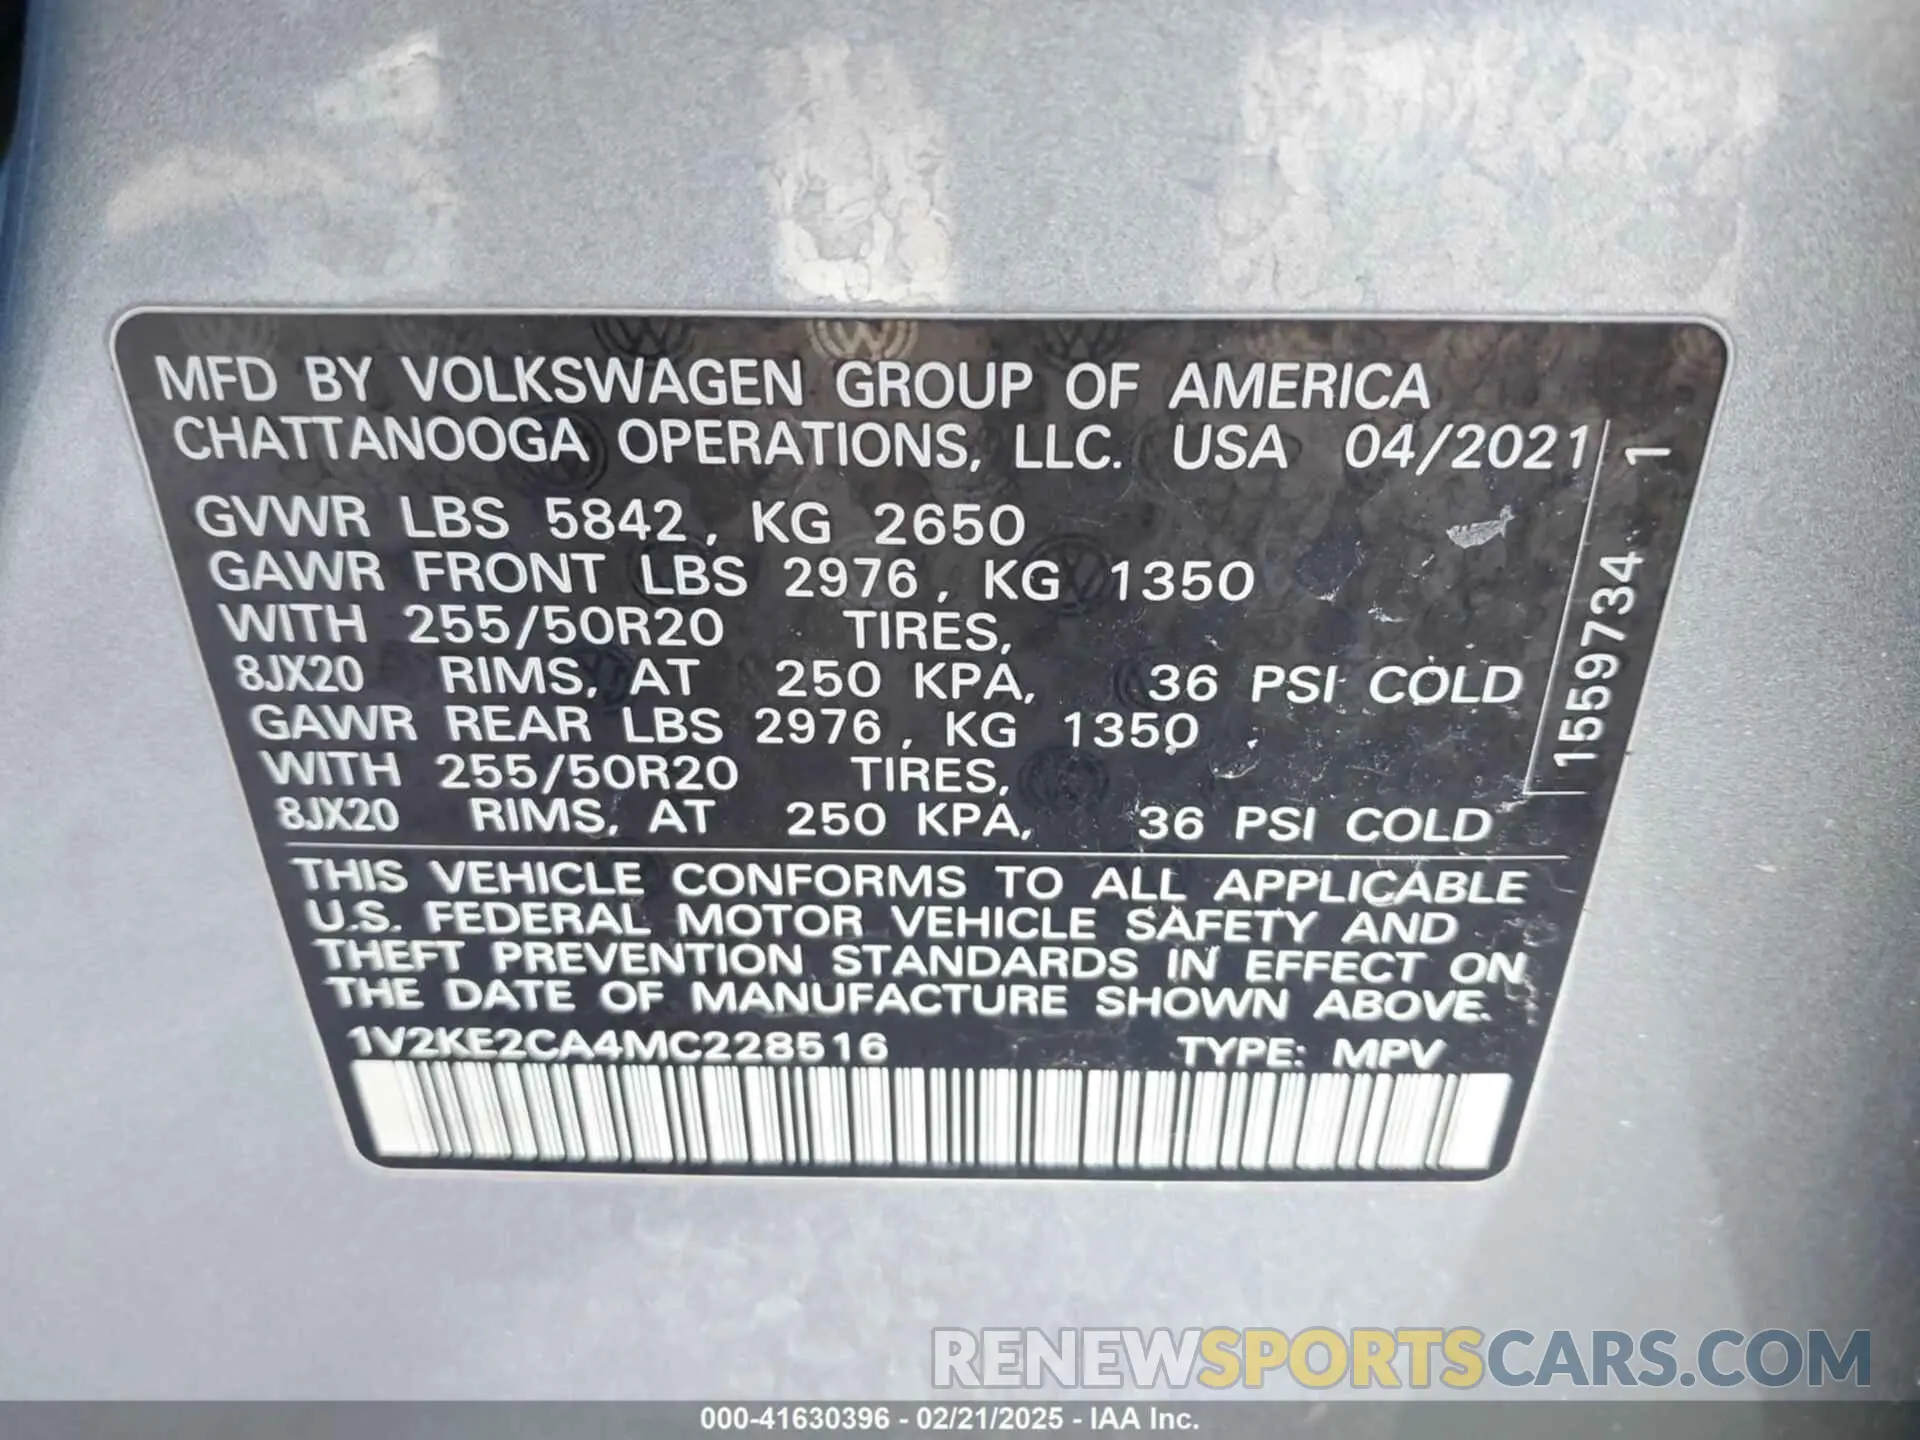 MFD BY VOLKSWAGEN GROUP OF AMERICA
CHATTANOOGA OPERATIONS, LLC. USA 04/2021
GVWR LBS 5842, KG 2650
GAWR FRONT LBS 2976, KG 1350
WITH 255/50R20 TIRES,
8JX20 RIMS, AT 250 KPA, 36 PSI COLD
GAWR REAR LBS 2976, KG 1350
WITH 255/50R20 TIRES,
8JX20 RIMS, AT 250 KPA, 36 PSI COLD
1559734 1
THIS VEHICLE CONFORMS TO ALL APPLICABLE
U.S. FEDERAL MOTOR VEHICLE SAFETY AND
THEFT PREVENTION STANDARDS IN EFFECT ON
THE DATE OF MANUFACTURE SHOWN ABOVE.
1V2KE2CA4MC228516 TYPE: MPV
RENEWSPORTSCARS.COM
000-41630396 - 02/21/2025 - IAA Inc.